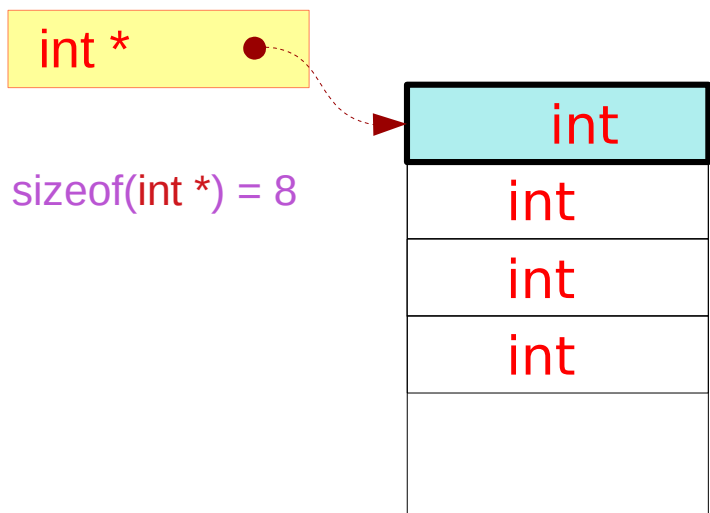 int *
int
sizeof(int *) = 8
int
int
int